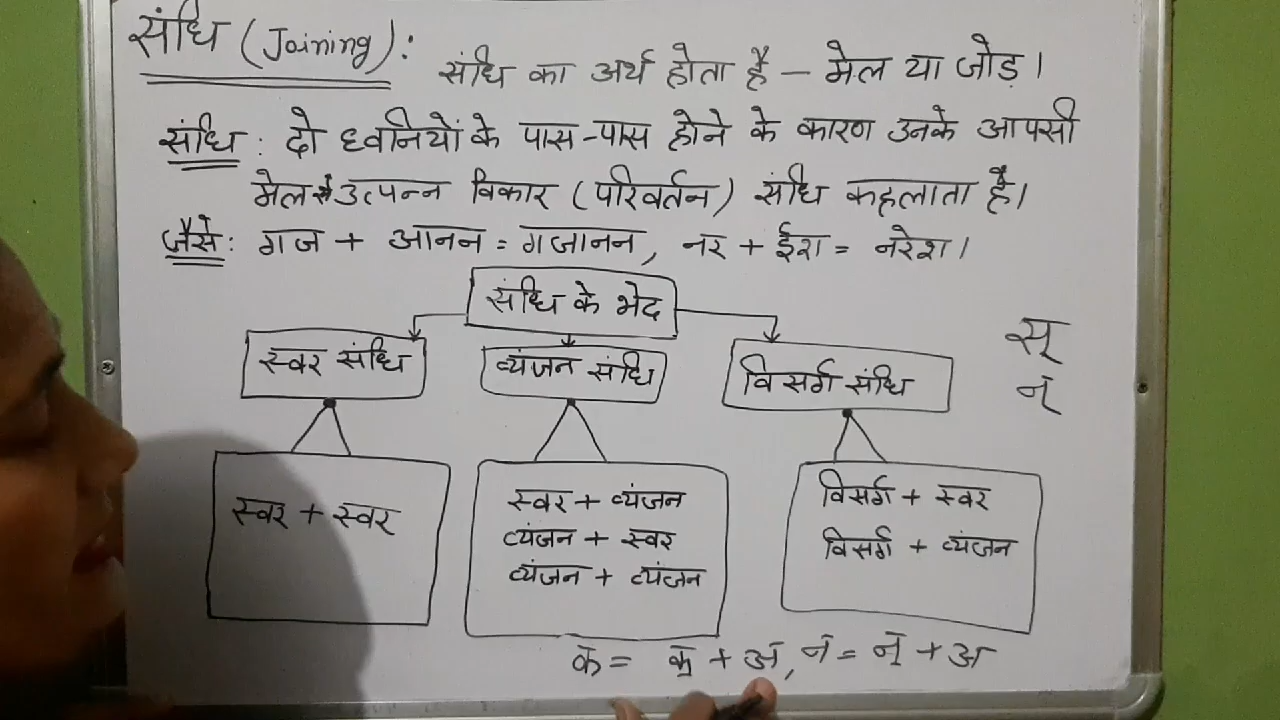 संधि (Joining):
संधि का अर्थ होता है – मेल या जोड़।
संधि : दो ध्वनियों के पास-पास होने के कारण उनके आपसी
मेल से उत्पन्न विकार (परिवर्तन) संधि कहलाता है।
जैसे: गज + आनन = गजानन, नर + ईश = नरेश।
संधि के भेद
स्वर संधि
व्यंजन संधि
विसर्ग संधि
स्
न्
स्वर + स्वर
स्वर + व्यंजन
व्यंजन + स्वर
व्यंजन + व्यंजन
विसर्ग + स्वर
विसर्ग + व्यंजन
क = क् + अ, न = न् + अ